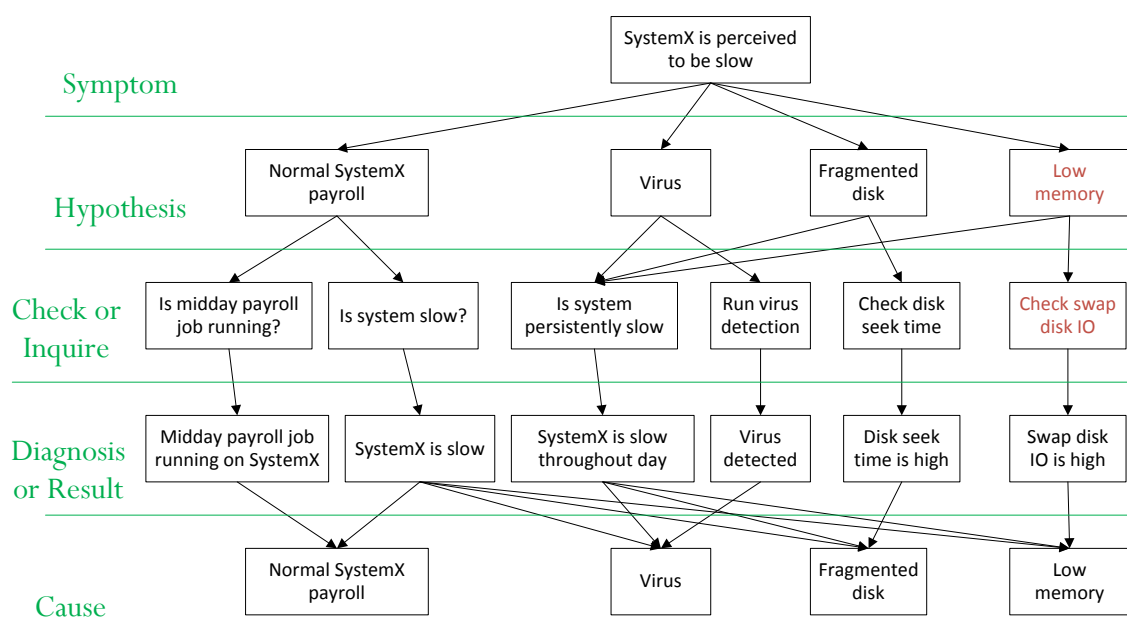 SystemX is perceived
to be slow
Symptom
Normal SystemX
payroll
Virus
Fragmented
disk
Low
memory
Hypothesis
Check or
Inquire
Is midday payroll
job running?
Is system slow?
Is system
persistently slow
Run virus
detection
Check disk
seek time
Check swap
disk IO
Diagnosis
or Result
Midday payroll job
running on SystemX
SystemX is slow
SystemX is slow
throughout day
Virus
detected
Disk seek
time is high
Swap disk
IO is high
Normal SystemX
payroll
Virus
Fragmented
disk
Low
memory
Cause